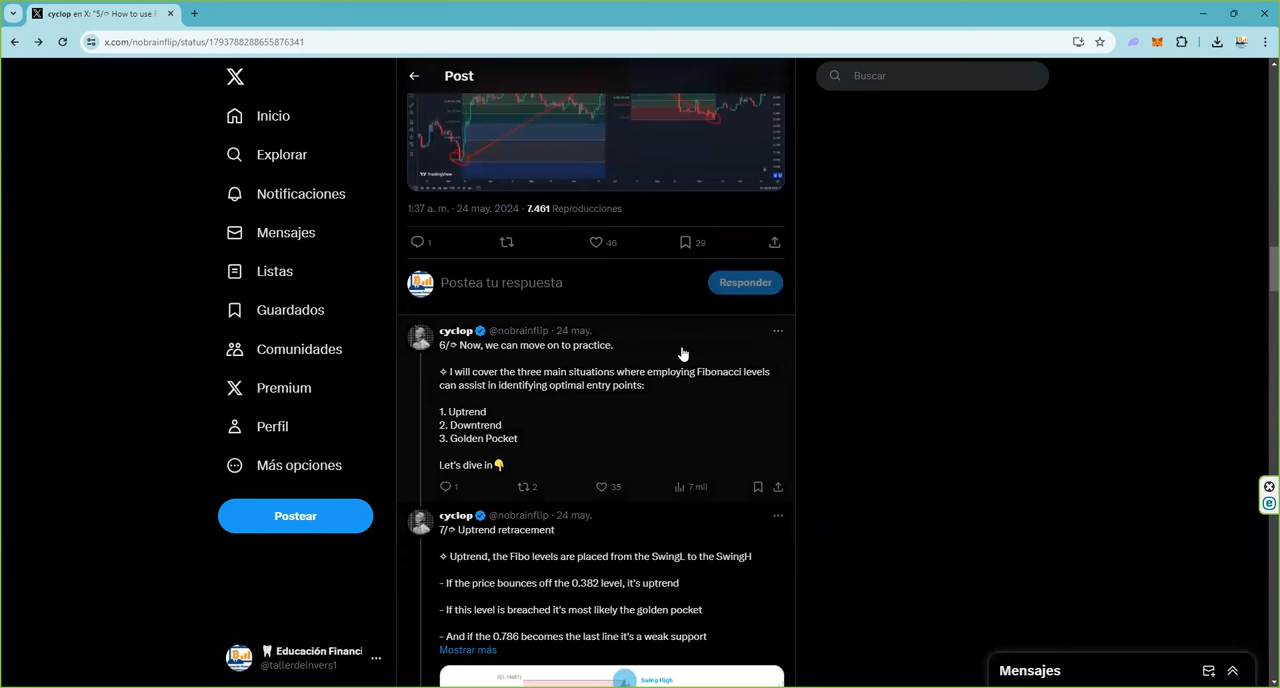 cyclop en X: "5/
How to use F
x.com/nobrainflip/status/1793788288655876341
Inicio
Explorar
Notificaciones
Mensajes
Listas
Guardados
Comunidades
Premium
Perfil
Más opciones
Postear
Educación Financi
@tallerdeinvers1
Post
TradingView
1:37 a. m. · 24 may. 2024 · 7.461 Reproducciones
1
46
29
Postea tu respuesta
Responder
cyclop @nobrainflip · 24 may.
6/ Now, we can move on to practice.
✧ I will cover the three main situations where employing Fibonacci levels
can assist in identifying optimal entry points:
1. Uptrend
2. Downtrend
3. Golden Pocket
Let's dive in👇
1
2
35
7 mil
cyclop @nobrainflip · 24 may.
7/ Uptrend retracement
✧ Uptrend, the Fibo levels are placed from the SwingL to the SwingH
- If the price bounces off the 0.382 level, it's uptrend
- If this level is breached it's most likely the golden pocket
- And if the 0.786 becomes the last line it's a weak support
Mostrar más
Swing High
Buscar
Mensajes